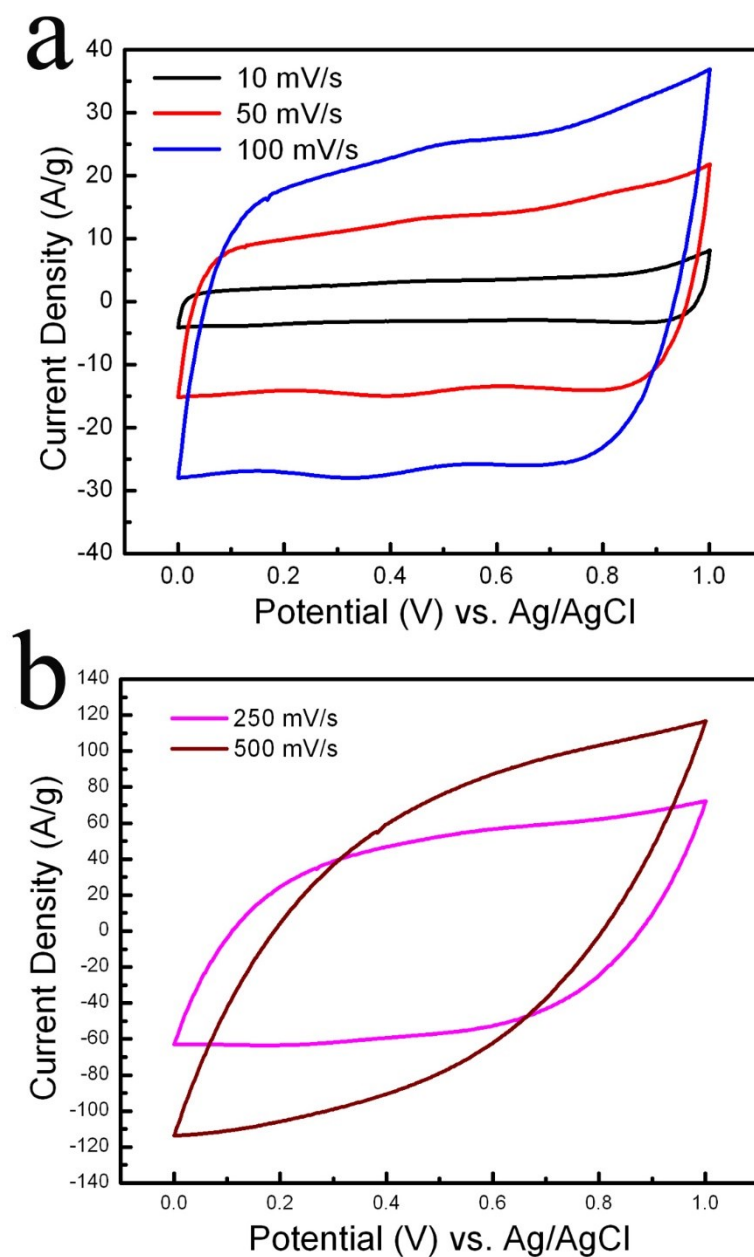 a
10 mV/s
50 mV/s
100 mV/s
40
30
20
10
0
-10
-20
-30
-40
Current Density (A/g)
0.0 0.2 0.4 0.6 0.8 1.0
Potential (V) vs. Ag/AgCl
b
250 mV/s
500 mV/s
140
120
100
80
60
40
20
0
-20
-40
-60
-80
-100
-120
-140
Current Density (A/g)
0.0 0.2 0.4 0.6 0.8 1.0
Potential (V) vs. Ag/AgCl